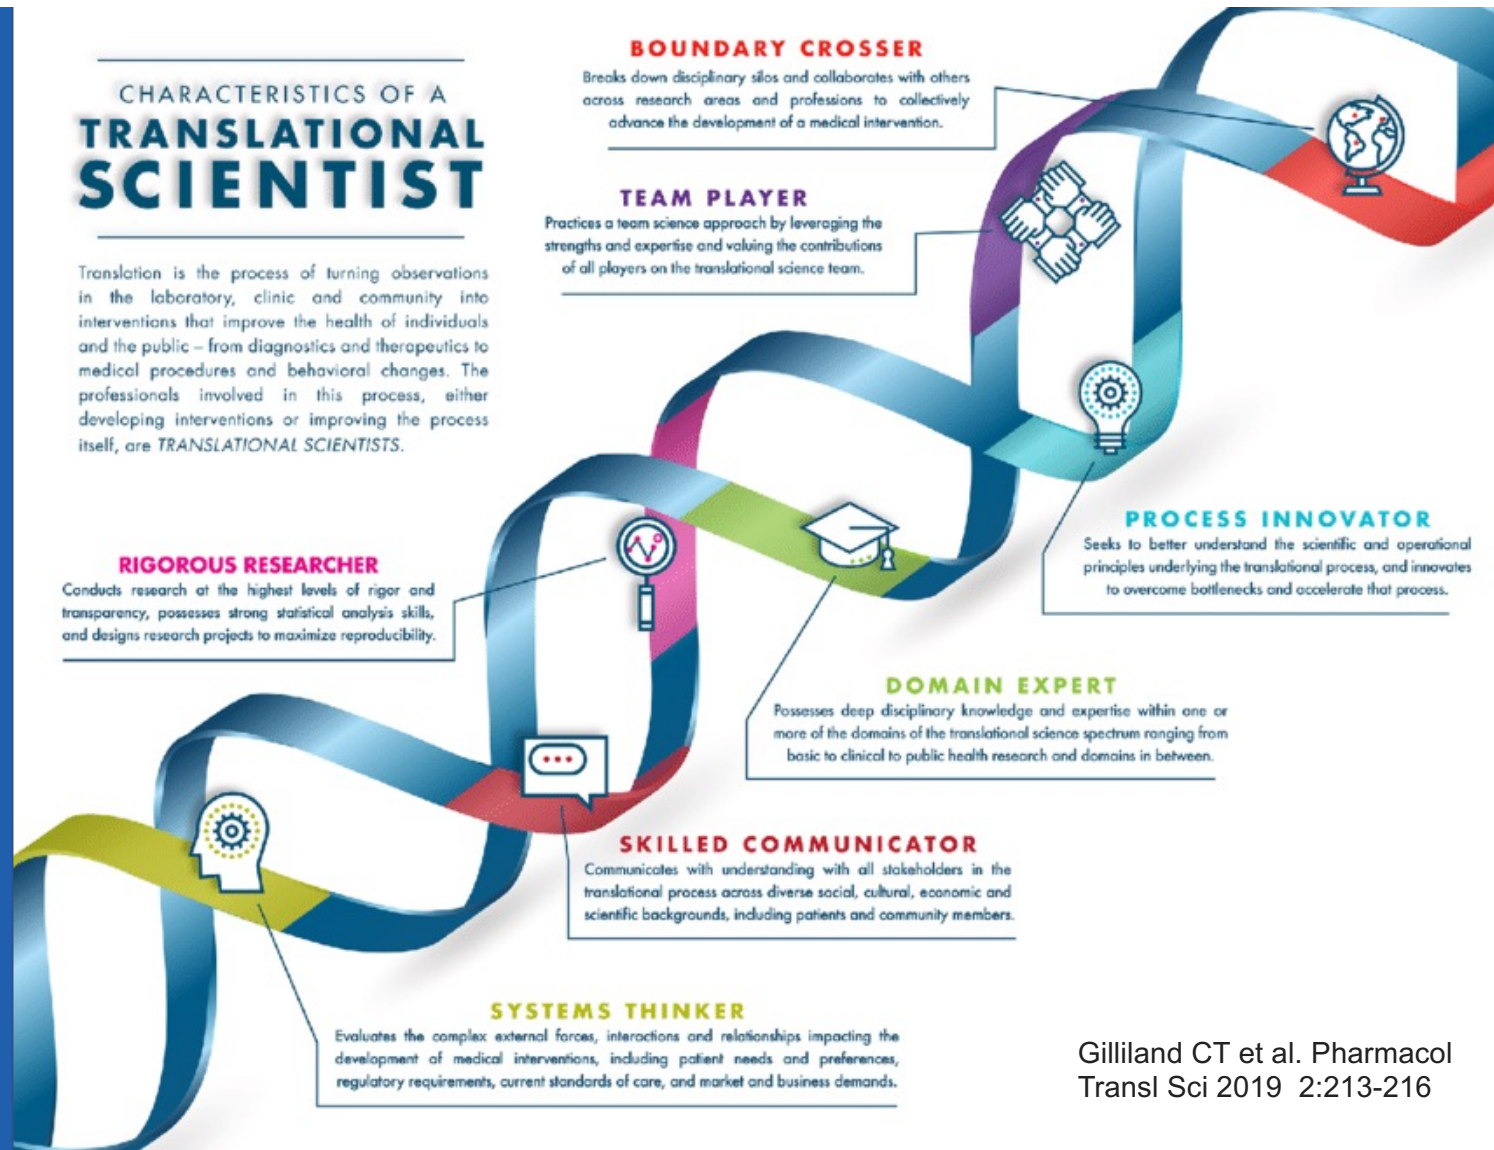 CHARACTERISTICS OF A
TRANSLATIONAL
SCIENTIST
Translation is the process of turning observations
in the laboratory, clinic and community into
interventions that improve the health of individuals
and the public – from diagnostics and therapeutics to
medical procedures and behavioral changes. The
professionals involved in this process, either
developing interventions or improving the process
itself, are TRANSLATIONAL SCIENTISTS.
BOUNDARY CROSSER
Breaks down disciplinary silos and collaborates with others
across research areas and professions to collectively
advance the development of a medical intervention.
TEAM PLAYER
Practices a team science approach by leveraging the
strengths and expertise and valuing the contributions
of all players on the translational science team.
PROCESS INNOVATOR
Seeks to better understand the scientific and operational
principles underlying the translational process, and innovates
to overcome bottlenecks and accelerate that process.
RIGOROUS RESEARCHER
Conducts research at the highest levels of rigor and
transparency, possesses strong statistical analysis skills,
and designs research projects to maximize reproducibility.
DOMAIN EXPERT
Possesses deep disciplinary knowledge and expertise within one or
more of the domains of the translational science spectrum ranging from
basic to clinical to public health research and domains in between.
SKILLED COMMUNICATOR
Communicates with understanding with all stakeholders in the
translational process across diverse social, cultural, economic and
scientific backgrounds, including patients and community members.
SYSTEMS THINKER
Evaluates the complex external forces, interactions and relationships impacting the
development of medical interventions, including patient needs and preferences,
regulatory requirements, current standards of care, and market and business demands.
Gilliland CT et al. Pharmacol
Transl Sci 2019 2:213-216